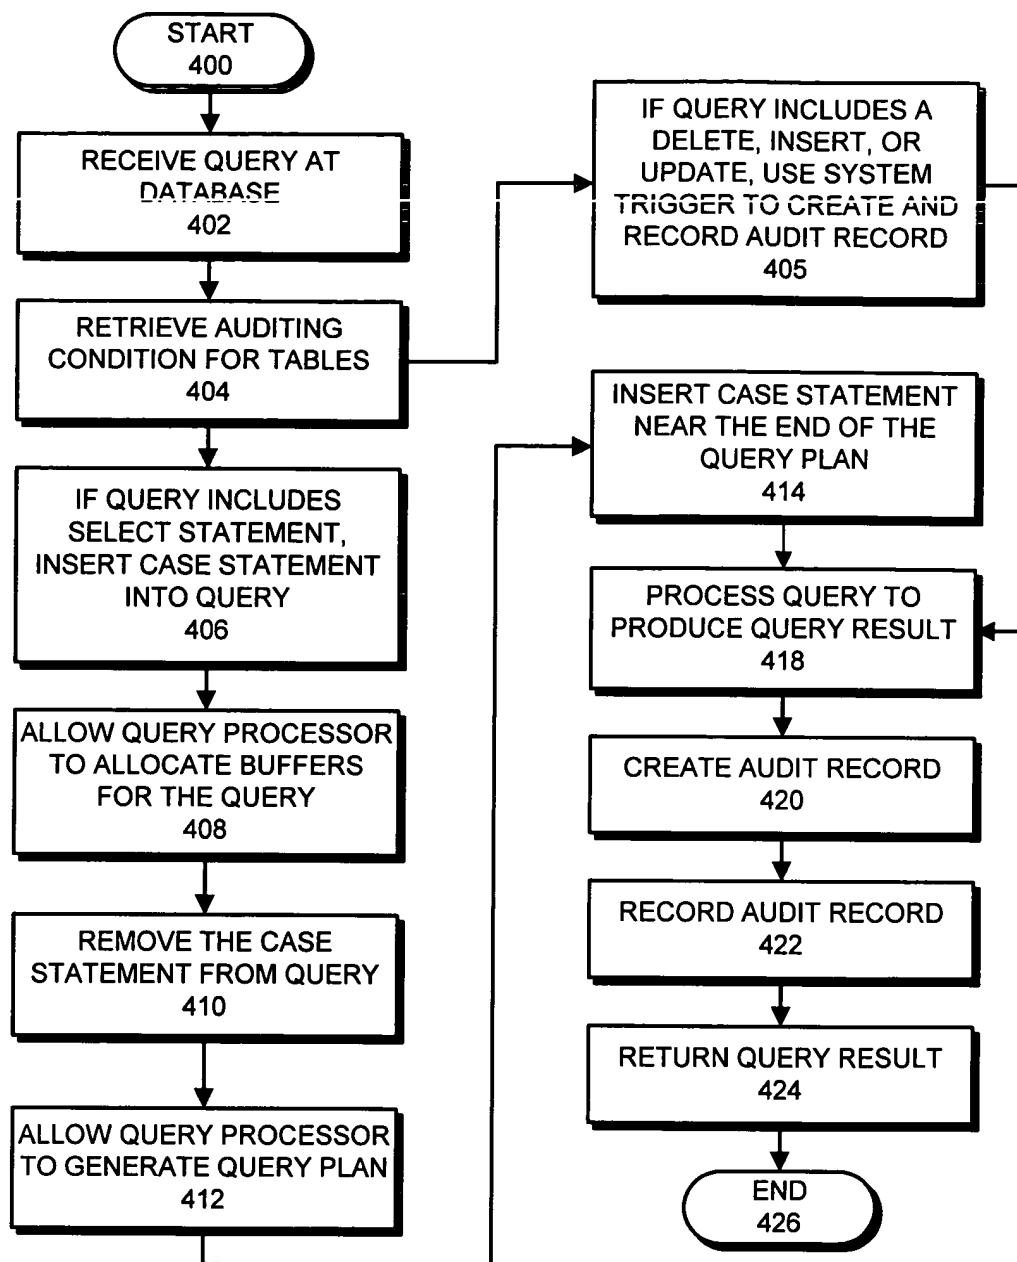 START
400
RECEIVE QUERY AT
DATABASE
402
RETRIEVE AUDITING
CONDITION FOR TABLES
404
IF QUERY INCLUDES
SELECT STATEMENT,
INSERT CASE STATEMENT
INTO QUERY
406
ALLOW QUERY PROCESSOR
TO ALLOCATE BUFFERS
FOR THE QUERY
408
REMOVE THE CASE
STATEMENT FROM QUERY
410
ALLOW QUERY PROCESSOR
TO GENERATE QUERY PLAN
412
IF QUERY INCLUDES A
DELETE, INSERT, OR
UPDATE, USE SYSTEM
TRIGGER TO CREATE AND
RECORD AUDIT RECORD
405
INSERT CASE STATEMENT
NEAR THE END OF THE
QUERY PLAN
414
PROCESS QUERY TO
PRODUCE QUERY RESULT
418
CREATE AUDIT RECORD
420
RECORD AUDIT RECORD
422
RETURN QUERY RESULT
424
END
426